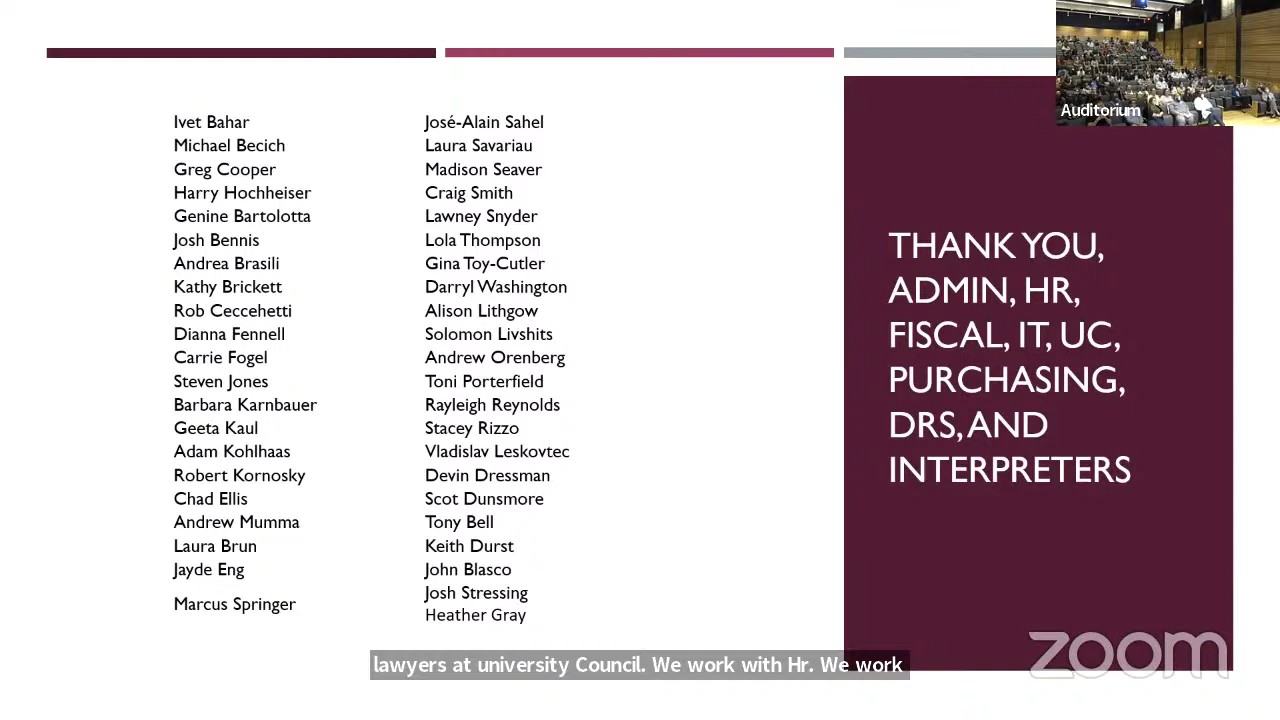 Auditorium
Ivet Bahar
Michael Becich
Greg Cooper
Harry Hochheiser
Genine Bartolotta
Josh Bennis
Andrea Brasili
Kathy Brickett
Rob Ceccehetti
Dianna Fennell
Carrie Fogel
Steven Jones
Barbara Karnbauer
Geeta Kaul
Adam Kohlhaas
Robert Kornosky
Chad Ellis
Andrew Mumma
Laura Brun
Jayde Eng
Marcus Springer
José-Alain Sahel
Laura Savariau
Madison Seaver
Craig Smith
Lawney Snyder
Lola Thompson
Gina Toy-Cutler
Darryl Washington
Alison Lithgow
Solomon Livshits
Andrew Orenberg
Toni Porterfield
Rayleigh Reynolds
Stacey Rizzo
Vladislav Leskovtec
Devin Dressman
Scot Dunsmore
Tony Bell
Keith Durst
John Blasco
Josh Stressing
Heather Gray
THANK YOU,
ADMIN, HR,
FISCAL, IT, UC,
PURCHASING,
DRS, AND
INTERPRETERS
lawyers at university Council. We work with Hr. We work
zoom